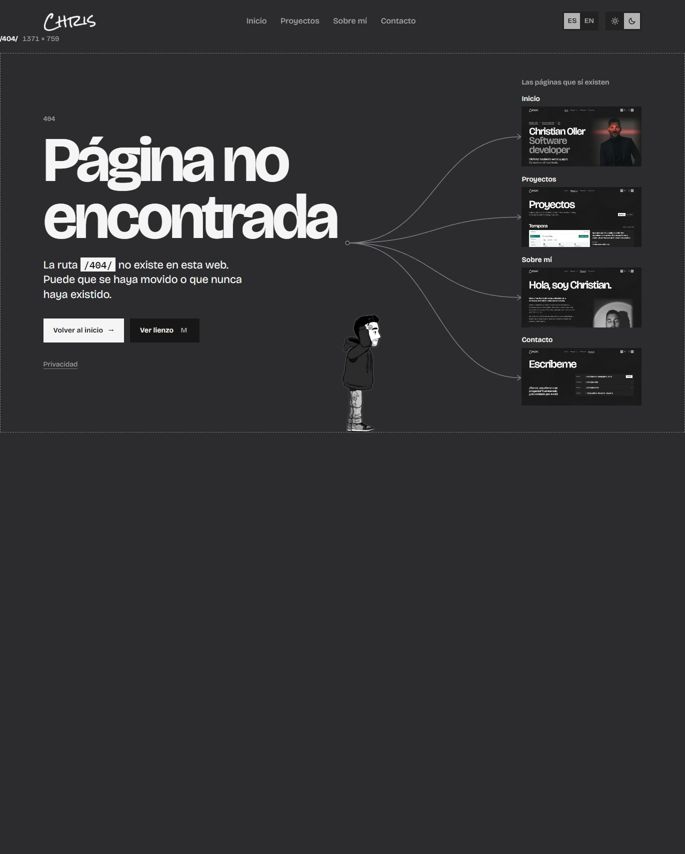 CHRIS
Inicio Proyectos Sobre mí Contacto
ES EN
/404/ 1371 × 759
404
Página no
encontrada
La ruta /404/ no existe en esta web.
Puede que se haya movido o que nunca
haya existido.
Volver al inicio →
Ver lienzo M
Privacidad
Las páginas que sí existen
Inicio
Christian Oller
Software
developer
Proyectos
Proyectos
Tempora
Sobre mí
Hola, soy Christian.
Contacto
Escríbeme